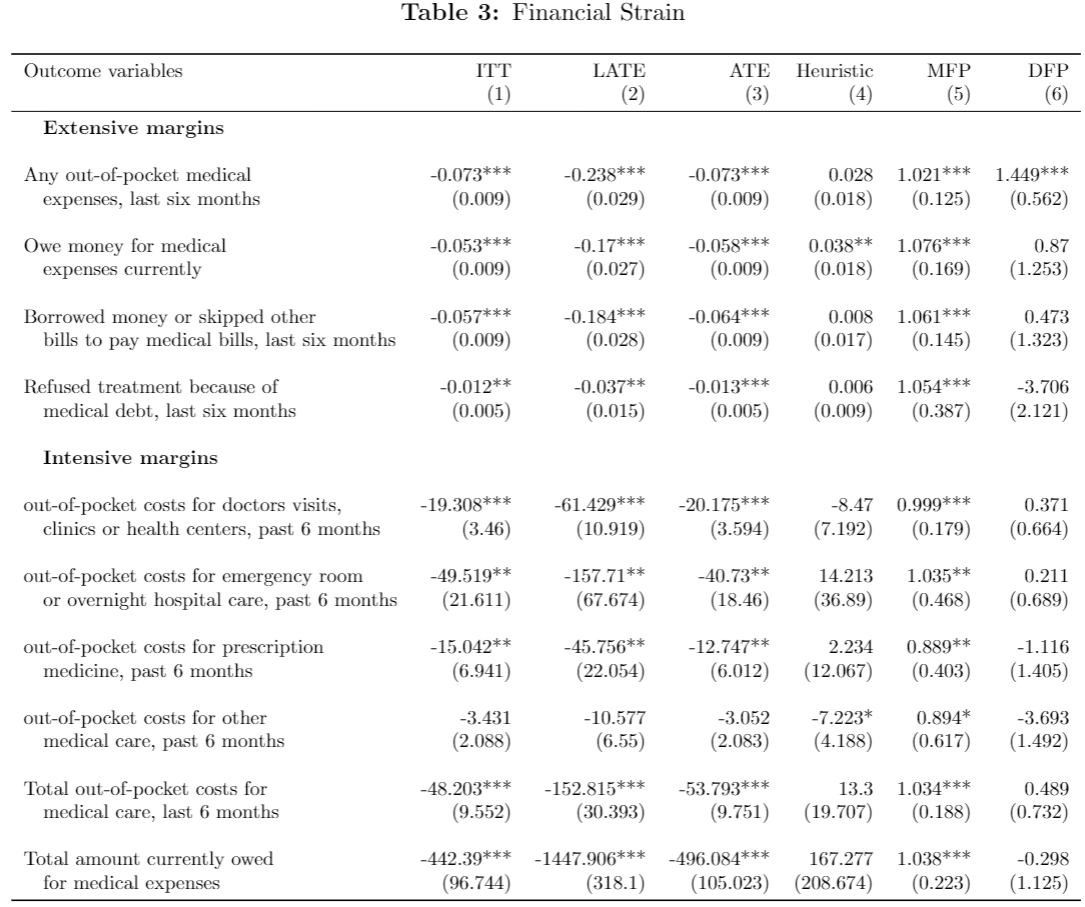 Table 3: Financial Strain
Outcome variables ITT LATE ATE Heuristic MFP DFP
(1) (2) (3) (4) (5) (6)
Extensive margins
Any out-of-pocket medical -0.073*** -0.238*** -0.073*** 0.028 1.021*** 1.449***
expenses, last six months (0.009) (0.029) (0.009) (0.018) (0.125) (0.562)
Owe money for medical -0.053*** -0.17*** -0.058*** 0.038** 1.076*** 0.87
expenses currently (0.009) (0.027) (0.009) (0.018) (0.169) (1.253)
Borrowed money or skipped other -0.057*** -0.184*** -0.064*** 0.008 1.061*** 0.473
bills to pay medical bills, last six months (0.009) (0.028) (0.009) (0.017) (0.145) (1.323)
Refused treatment because of -0.012** -0.037** -0.013*** 0.006 1.054*** -3.706
medical debt, last six months (0.005) (0.015) (0.005) (0.009) (0.387) (2.121)
Intensive margins
out-of-pocket costs for doctors visits, -19.308*** -61.429*** -20.175*** -8.47 0.999*** 0.371
clinics or health centers, past 6 months (3.46) (10.919) (3.594) (7.192) (0.179) (0.664)
out-of-pocket costs for emergency room -49.519** -157.71** -40.73** 14.213 1.035** 0.211
or overnight hospital care, past 6 months (21.611) (67.674) (18.46) (36.89) (0.468) (0.689)
out-of-pocket costs for prescription -15.042** -45.756** -12.747** 2.234 0.889** -1.116
medicine, past 6 months (6.941) (22.054) (6.012) (12.067) (0.403) (1.405)
out-of-pocket costs for other -3.431 -10.577 -3.052 -7.223* 0.894* -3.693
medical care, past 6 months (2.088) (6.55) (2.083) (4.188) (0.617) (1.492)
Total out-of-pocket costs for -48.203*** -152.815*** -53.793*** 13.3 1.034*** 0.489
medical care, last 6 months (9.552) (30.393) (9.751) (19.707) (0.188) (0.732)
Total amount currently owed -442.39*** -1447.906*** -496.084*** 167.277 1.038*** -0.298
for medical expenses (96.744) (318.1) (105.023) (208.674) (0.223) (1.125)